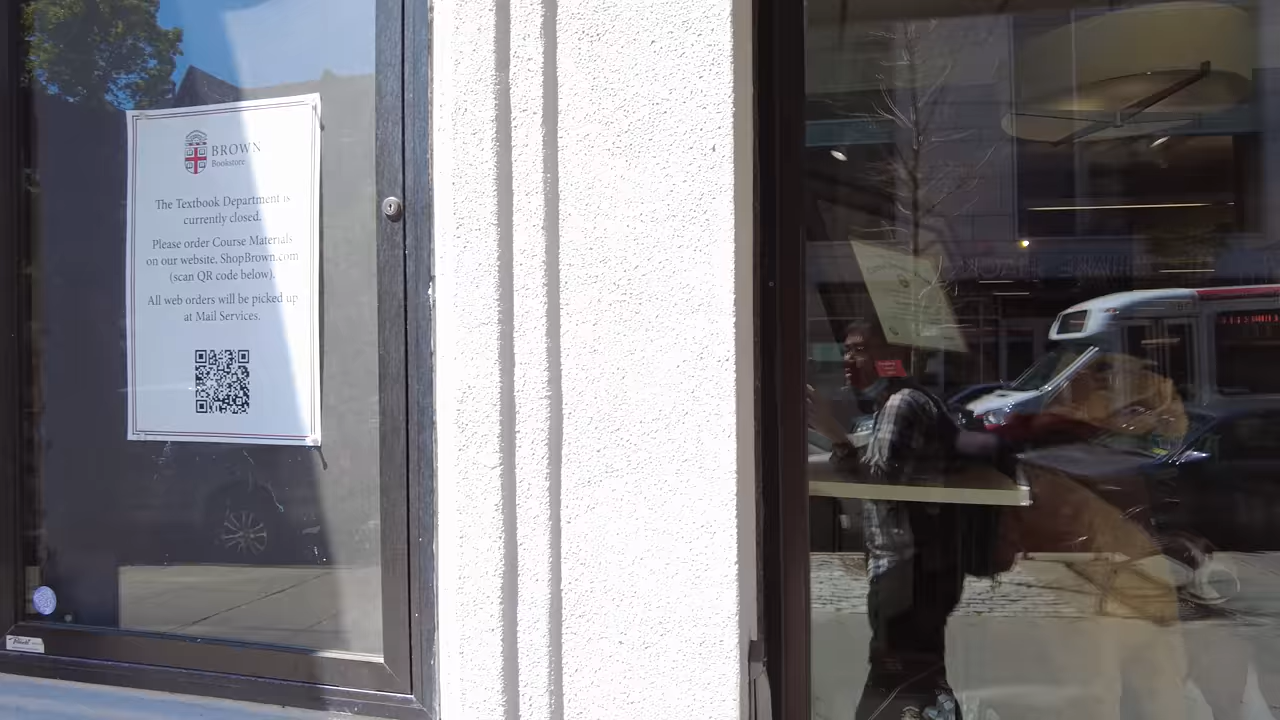 BROWN
Bookstore
The Textbook Department is
currently closed.
Please order Course Materials
on our website, ShopBrown.com
(scan QR code below).
All web orders will be picked up
at Mail Services.